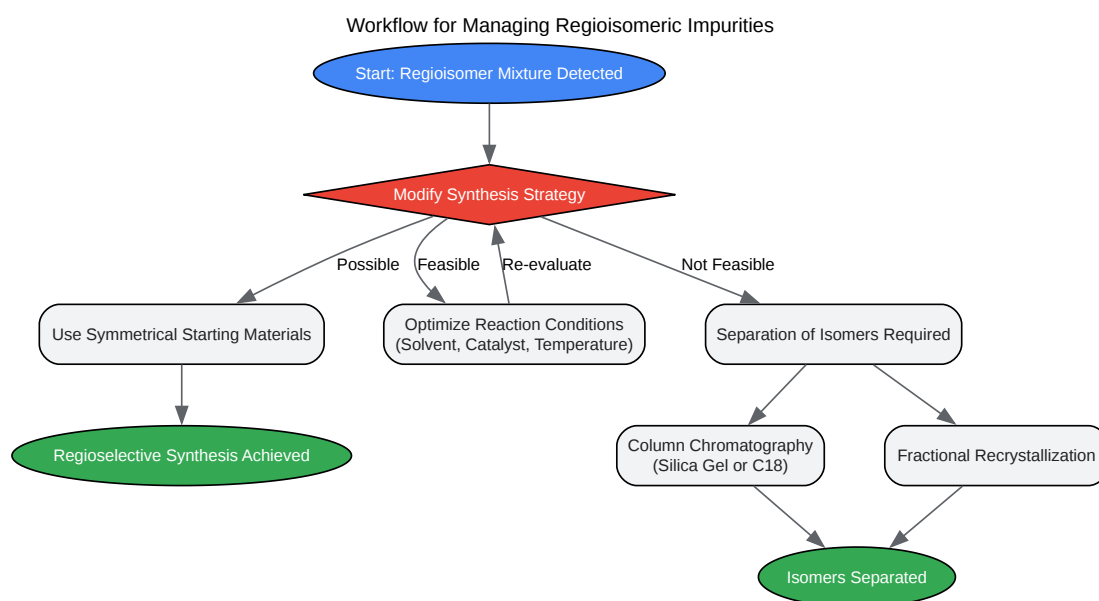 Workflow for Managing Regioisomeric Impurities
Start: Regioisomer Mixture Detected
Modify Synthesis Strategy
Possible
Feasible
Re-evaluate
Not Feasible
Use Symmetrical Starting Materials
Optimize Reaction Conditions
(Solvent, Catalyst, Temperature)
Separation of Isomers Required
Regioselective Synthesis Achieved
Column Chromatography
(Silica Gel or C18)
Fractional Recrystallization
Isomers Separated